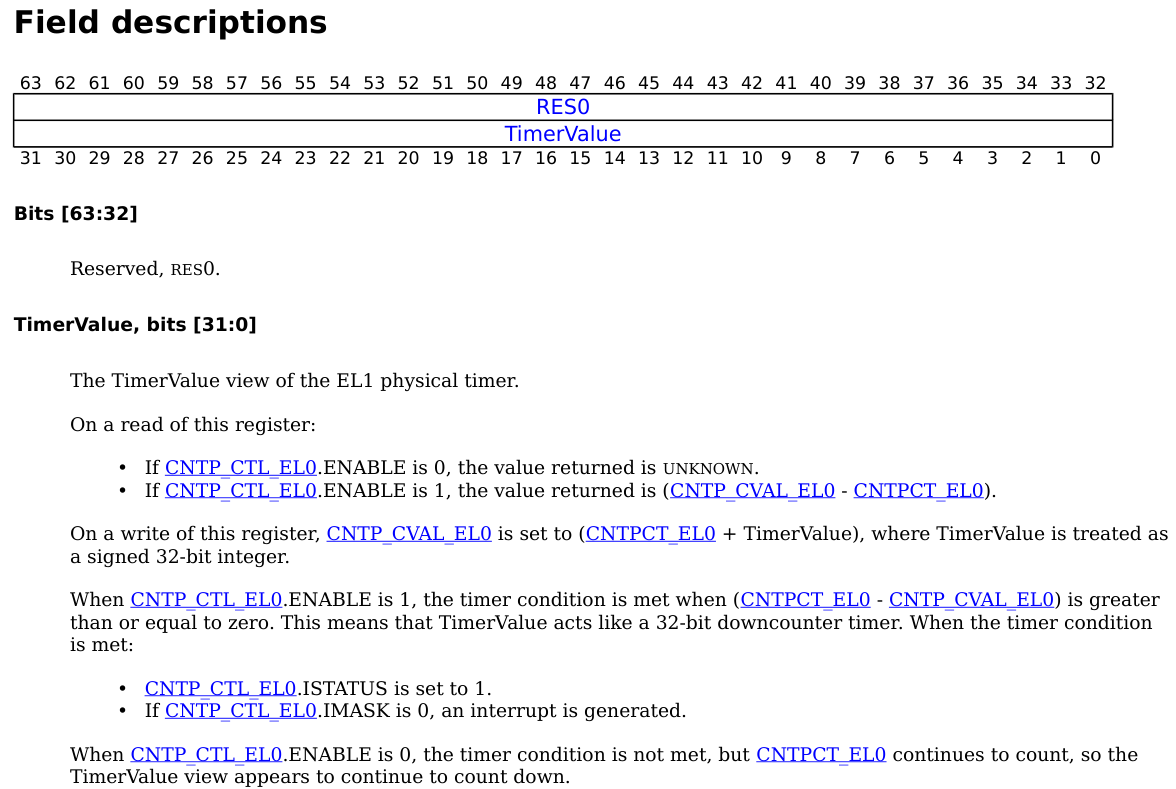 Field descriptions
63 62 61 60 59 58 57 56 55 54 53 52 51 50 49 48 47 46 45 44 43 42 41 40 39 38 37 36 35 34 33 32
RES0
TimerValue
31 30 29 28 27 26 25 24 23 22 21 20 19 18 17 16 15 14 13 12 11 10 9 8 7 6 5 4 3 2 1 0
Bits [63:32]
Reserved, RES0.
TimerValue, bits [31:0]
The TimerValue view of the EL1 physical timer.
On a read of this register:
• If CNTP_CTL_EL0.ENABLE is 0, the value returned is UNKNOWN.
• If CNTP_CTL_EL0.ENABLE is 1, the value returned is (CNTP_CVAL_EL0 - CNTPCT_EL0).
On a write of this register, CNTP_CVAL_EL0 is set to (CNTPCT_EL0 + TimerValue), where TimerValue is treated as
a signed 32-bit integer.
When CNTP_CTL_EL0.ENABLE is 1, the timer condition is met when (CNTPCT_EL0 - CNTP_CVAL_EL0) is greater
than or equal to zero. This means that TimerValue acts like a 32-bit downcounter timer. When the timer condition
is met:
• CNTP_CTL_EL0.ISTATUS is set to 1.
• If CNTP_CTL_EL0.IMASK is 0, an interrupt is generated.
When CNTP_CTL_EL0.ENABLE is 0, the timer condition is not met, but CNTPCT_EL0 continues to count, so the
TimerValue view appears to continue to count down.